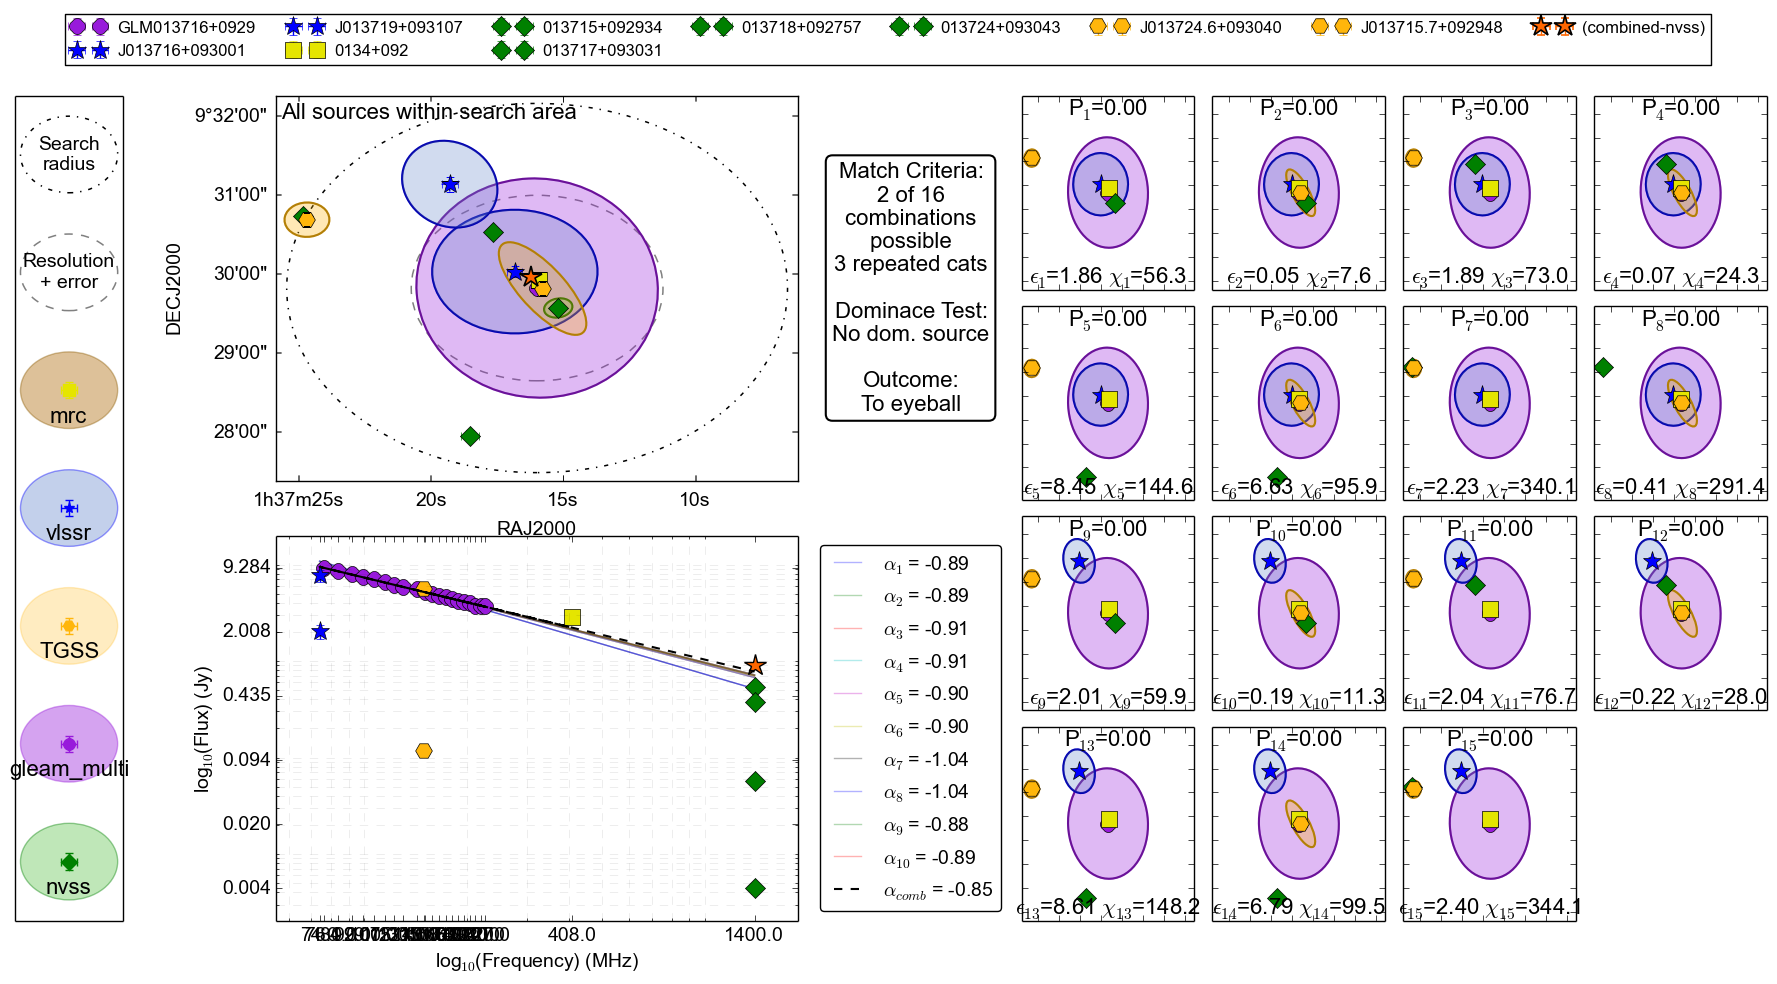 GLM013716+0929
J013719+093107
013715+092934
013718+092757
013724+093043
J013724.6+093040
J013715.7+092948
(combined-nvss)
J013716+093001
0134+092
013717+093031
Search
radius
Resolution
+ error
mrc
vlssr
TGSS
gleam_multi
nvss
All sources within search area
DECJ2000
9°32'00"
31'00"
30'00"
29'00"
28'00"
1h37m25s
20s
15s
10s
RAJ2000
Match Criteria:
2 of 16
combinations
possible
3 repeated cats
Dominace Test:
No dom. source
Outcome:
To eyeball
log₁₀(Flux) (Jy)
9.284
2.008
0.435
0.094
0.020
0.004
408.0
1400.0
log₁₀(Frequency) (MHz)
α₁ = -0.89
α₂ = -0.89
α₃ = -0.91
α₄ = -0.91
α₅ = -0.90
α₆ = -0.90
α₇ = -1.04
α₈ = -1.04
α₉ = -0.88
α₁₀ = -0.89
α_comb = -0.85
P₁=0.00
ϵ₁=1.86 χ₁=56.3
P₂=0.00
ϵ₂=0.05 χ₂=7.6
P₃=0.00
ϵ₃=1.89 χ₃=73.0
P₄=0.00
ϵ₄=0.07 χ₄=24.3
P₅=0.00
ϵ₅=8.45 χ₅=144.6
P₆=0.00
ϵ₆=6.63 χ₆=95.9
P₇=0.00
ϵ₇=2.23 χ₇=340.1
P₈=0.00
ϵ₈=0.41 χ₈=291.4
P₉=0.00
ϵ₉=2.01 χ₉=59.9
P₁₀=0.00
ϵ₁₀=0.19 χ₁₀=11.3
P₁₁=0.00
ϵ₁₁=2.04 χ₁₁=76.7
P₁₂=0.00
ϵ₁₂=0.22 χ₁₂=28.0
P₁₃=0.00
ϵ₁₃=8.61 χ₁₃=148.2
P₁₄=0.00
ϵ₁₄=6.79 χ₁₄=99.5
P₁₅=0.00
ϵ₁₅=2.40 χ₁₅=344.1